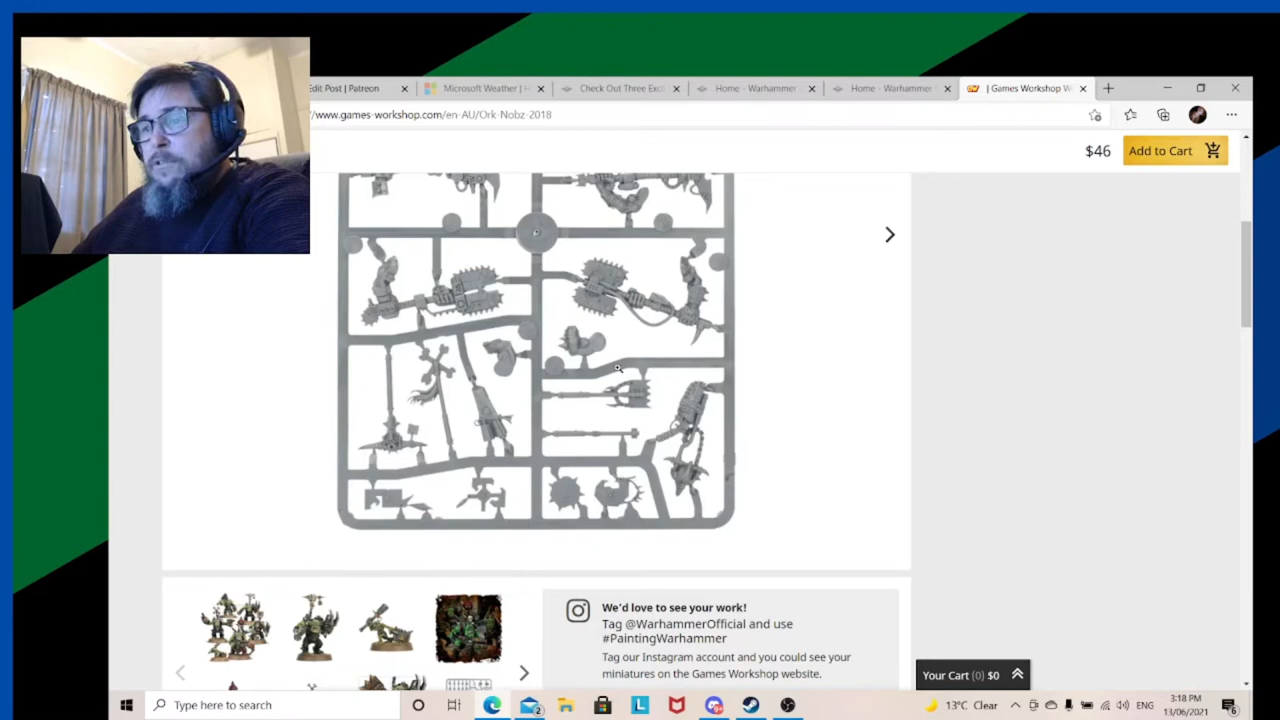 dit Post | Patreon
Microsoft Weather | H
Check Out Three Exci
Home - Warhammer
Home - Warhammer
| Games Workshop W
/www.games-workshop.com/en-AU/Ork-Nobz-2018
$46
Add to Cart
We'd love to see your work!
Tag @WarhammerOfficial and use
#PaintingWarhammer
Tag our Instagram account and you could see your
miniatures on the Games Workshop website.
Your Cart (0) $0
Type here to search
L
2
13°C Clear
ENG
3:18 PM
13/06/2021
6